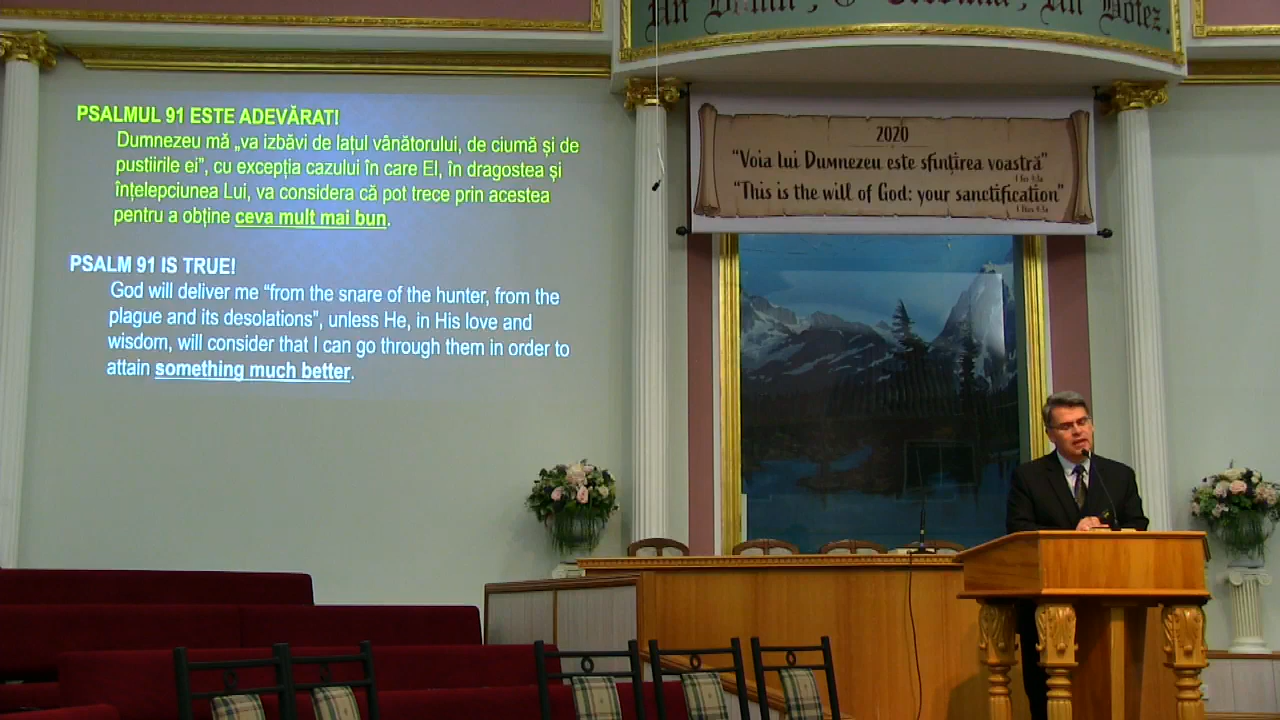 Un Domn, O Credință, Un Botez.
PSALMUL 91 ESTE ADEVĂRAT!
Dumnezeu mă „va izbăvi de lațul vânătorului, de ciumă și de
pustiirile ei”, cu excepția cazului în care El, în dragostea și
înțelepciunea Lui, va considera că pot trece prin acestea
pentru a obține ceva mult mai bun.
PSALM 91 IS TRUE!
God will deliver me “from the snare of the hunter, from the
plague and its desolations”, unless He, in His love and
wisdom, will consider that I can go through them in order to
attain something much better.
2020
“Voia lui Dumnezeu este sfințirea voastră”
“This is the will of God: your sanctification”